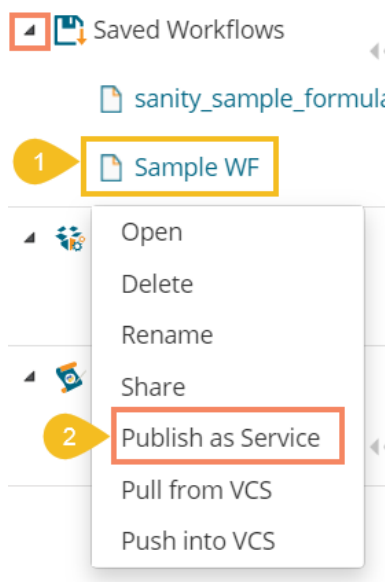 Saved Workflows
sanity_sample_formula
1
Sample WF
Open
Delete
Rename
Share
2
Publish as Service
Pull from VCS
Push into VCS